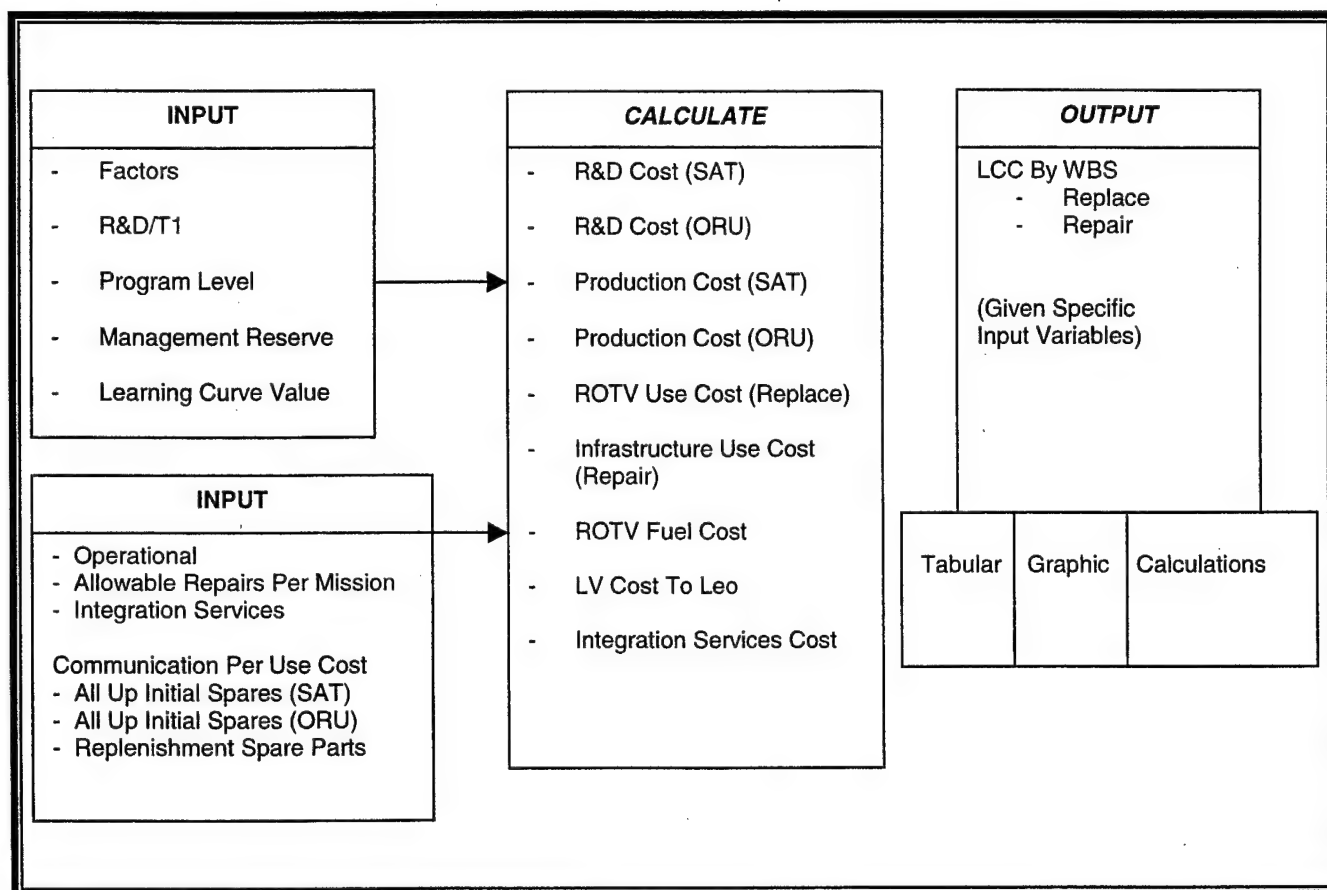 INPUT
- Factors
- R&D/T1
- Program Level
- Management Reserve
- Learning Curve Value
INPUT
- Operational
- Allowable Repairs Per Mission
- Integration Services
Communication Per Use Cost
- All Up Initial Spares (SAT)
- All Up Initial Spares (ORU)
- Replenishment Spare Parts
CALCULATE
- R&D Cost (SAT)
- R&D Cost (ORU)
- Production Cost (SAT)
- Production Cost (ORU)
- ROTV Use Cost (Replace)
- Infrastructure Use Cost
(Repair)
- ROTV Fuel Cost
- LV Cost To Leo
- Integration Services Cost
OUTPUT
LCC By WBS
- Replace
- Repair
(Given Specific
Input Variables)
Tabular Graphic Calculations